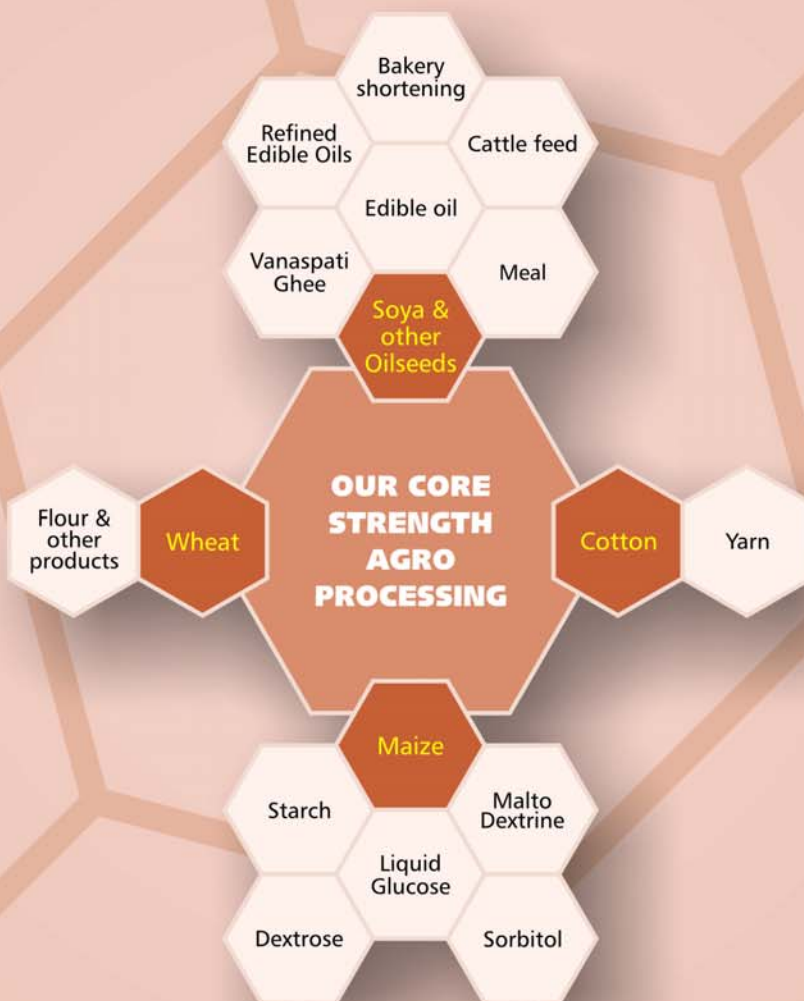 Bakery
shortening
Refined
Edible Oils
Cattle feed
Edible oil
Vanaspati
Ghee
Meal
Soya &
other
Oilseeds
OUR CORE
STRENGTH
AGRO
PROCESSING
Flour &
other
products
Wheat
Cotton
Yarn
Maize
Starch
Malto
Dextrine
Liquid
Glucose
Dextrose
Sorbitol